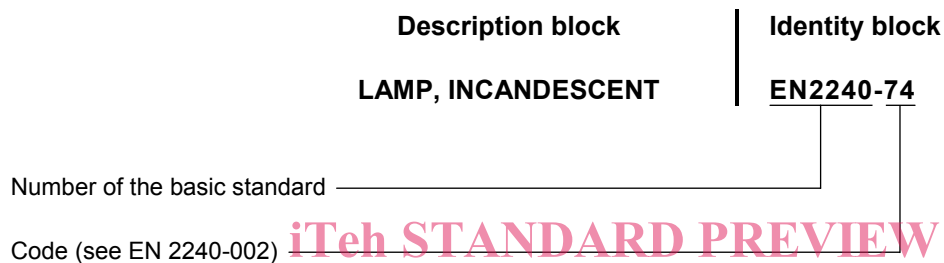 Description block Identity block
LAMP, INCANDESCENT EN2240-74
Number of the basic standard
Code (see EN 2240-002) iTeh STANDARD PREVIEW